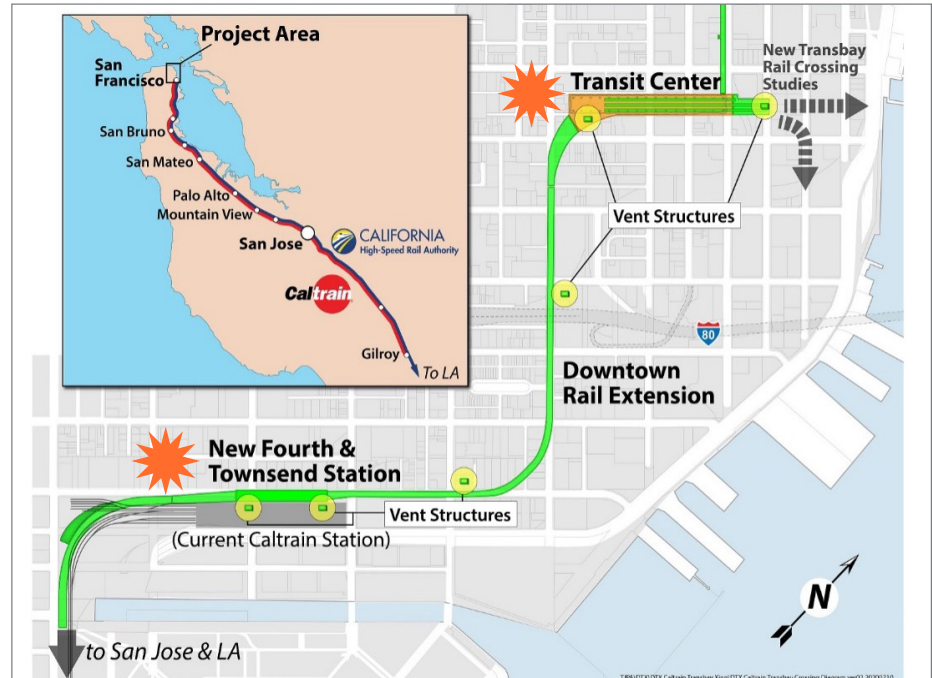 Project Area
San
Francisco
San Bruno
San Mateo
Palo Alto
Mountain View
San Jose
CALIFORNIA
High-Speed Rail Authority
Caltrain
Gilroy
To LA
New Transbay
Rail Crossing
Studies
Transit Center
Vent Structures
80
Downtown
Rail Extension
New Fourth &
Townsend Station
Vent Structures
(Current Caltrain Station)
N
to San Jose & LA